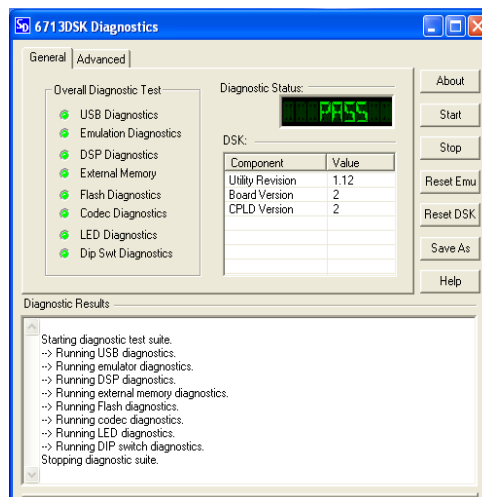 SD 6713DSK Diagnostics
General Advanced
Overall Diagnostic Test
USB Diagnostics
Emulation Diagnostics
DSP Diagnostics
External Memory
Flash Diagnostics
Codec Diagnostics
LED Diagnostics
Dip Swt Diagnostics
Diagnostic Status:
PASS
DSK:
Component Value
Utility Revision 1.12
Board Version 2
CPLD Version 2
About
Start
Stop
Reset Emu
Reset DSK
Save As
Help
Diagnostic Results
Starting diagnostic test suite.
--> Running USB diagnostics.
--> Running emulator diagnostics.
--> Running DSP diagnostics.
--> Running external memory diagnostics.
--> Running Flash diagnostics.
--> Running codec diagnostics.
--> Running LED diagnostics.
--> Running DIP switch diagnostics.
Stopping diagnostic suite.